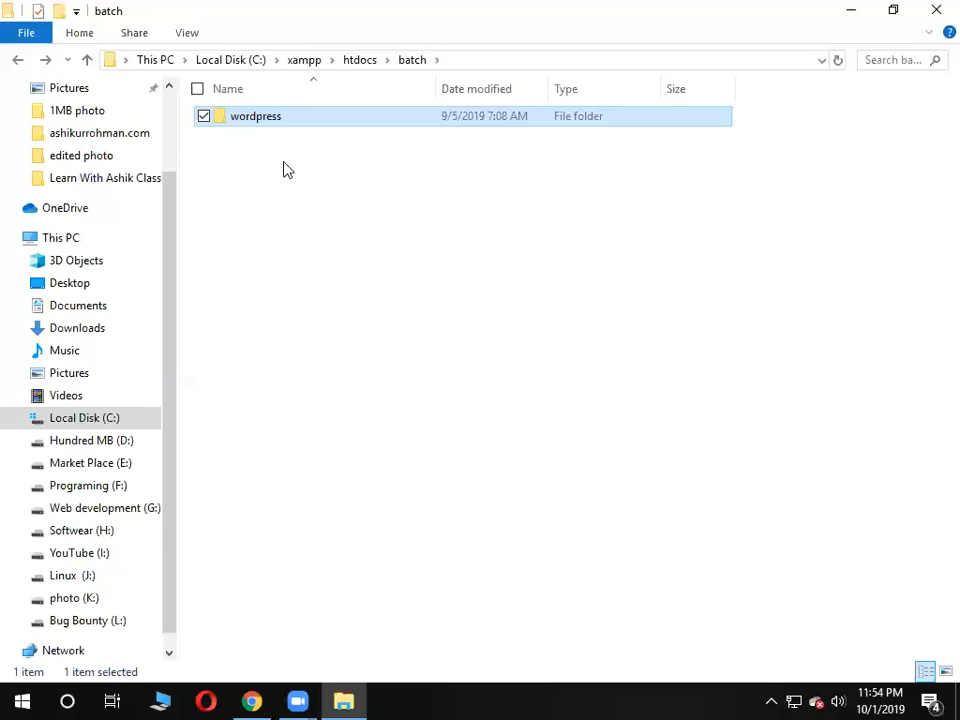 batch
File Home Share View
This PC Local Disk (C:) xampp htdocs batch Search ba...
Name Date modified Type Size
wordpress 9/5/2019 7:08 AM File folder
Pictures
1MB photo
ashikurrohman.com
edited photo
Learn With Ashik Class
OneDrive
This PC
3D Objects
Desktop
Documents
Downloads
Music
Pictures
Videos
Local Disk (C:)
Hundred MB (D:)
Market Place (E:)
Programing (F:)
Web development (G:)
Softwear (H:)
YouTube (I:)
Linux (J:)
photo (K:)
Bug Bounty (L:)
Network
1 item 1 item selected
11:54 PM
10/1/2019
4